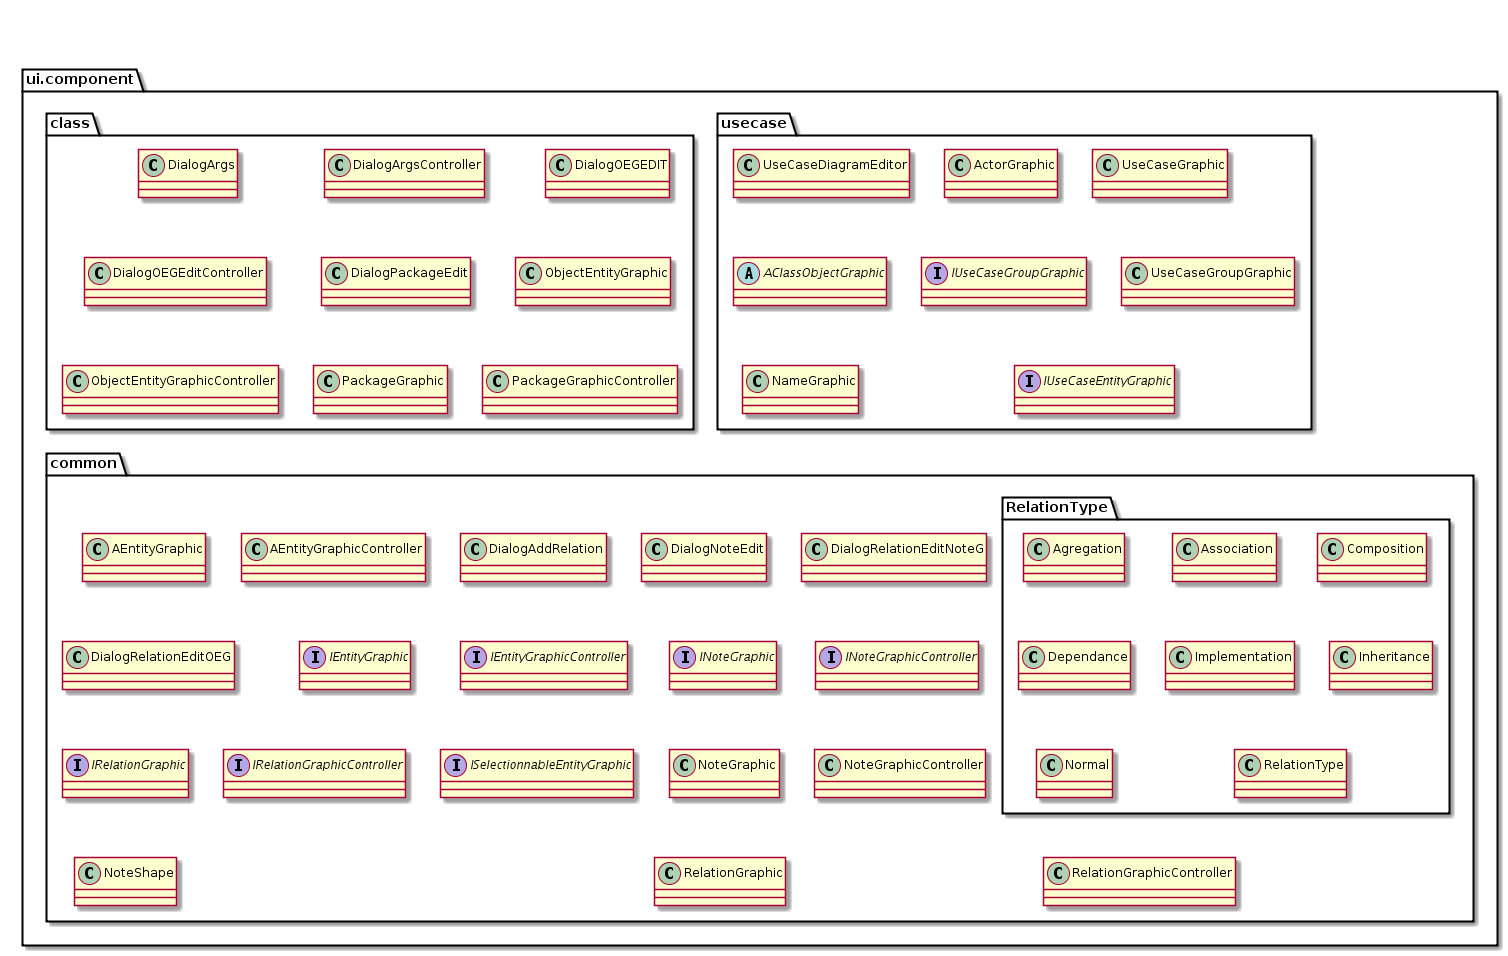 ui.component
class
C DialogArgs
C DialogArgsController
C DialogOEGEDIT
C DialogOEGEditController
C DialogPackageEdit
C ObjectEntityGraphic
C ObjectEntityGraphicController
C PackageGraphic
C PackageGraphicController
usecase
C UseCaseDiagramEditor
C ActorGraphic
C UseCaseGraphic
A AClassObjectGraphic
I IUseCaseGroupGraphic
C UseCaseGroupGraphic
C NameGraphic
I IUseCaseEntityGraphic
common
C AEntityGraphic
C AEntityGraphicController
C DialogAddRelation
C DialogNoteEdit
C DialogRelationEditNoteG
C DialogRelationEditOEG
I IEntityGraphic
I IEntityGraphicController
I INoteGraphic
I INoteGraphicController
I IRelationGraphic
I IRelationGraphicController
I ISelectionnableEntityGraphic
C NoteGraphic
C NoteGraphicController
RelationType
C Agregation
C Association
C Composition
C Dependance
C Implementation
C Inheritance
C Normal
C RelationType
C NoteShape
C RelationGraphic
C RelationGraphicController